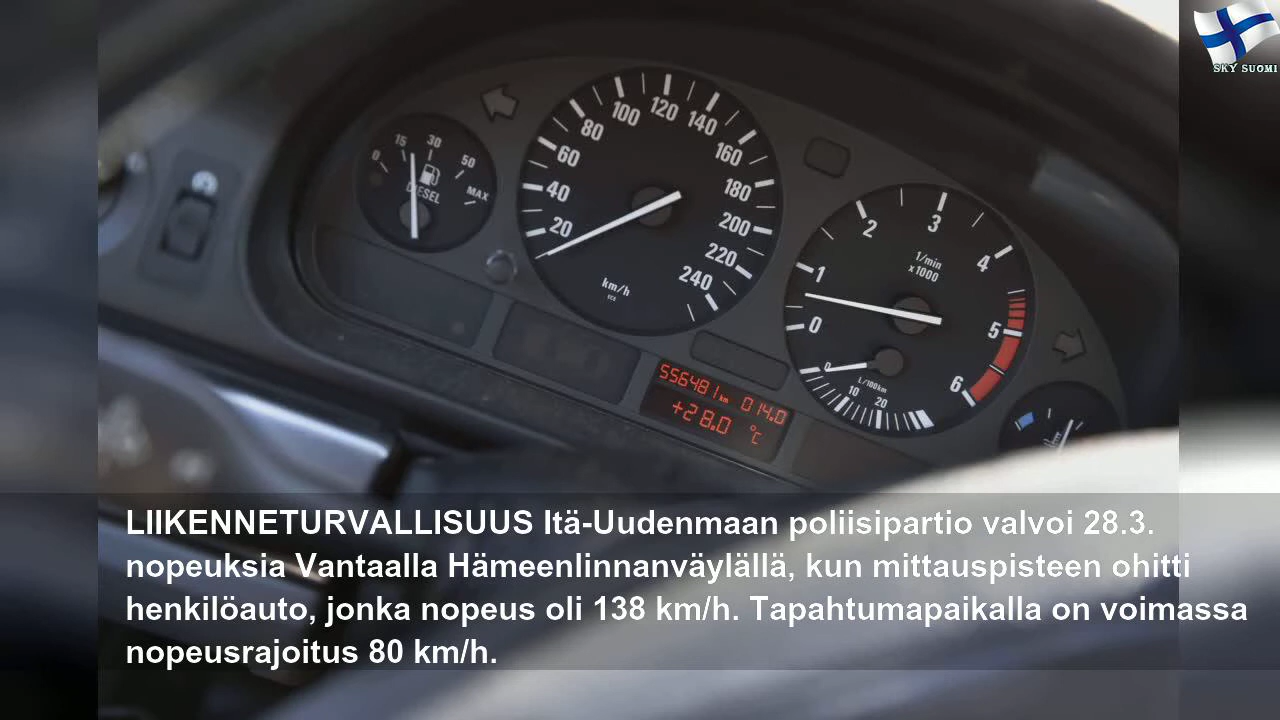 SKY SUOMI
0 15 30 50 MAX
DIESEL
20 40 60 80 100 120 140 160 180 200 220 240
km/h
ECE
0 1 2 3 4 5 6
1/min
x1000
0 10 20
L/100km
556481 km 014.0
+28.0 °C
LIIKENNETURVALLISUUS Itä-Uudenmaan poliisipartio valvoi 28.3.
nopeuksia Vantaalla Hämeenlinnanväylällä, kun mittauspisteen ohitti
henkilöauto, jonka nopeus oli 138 km/h. Tapahtumapaikalla on voimassa
nopeusrajoitus 80 km/h.